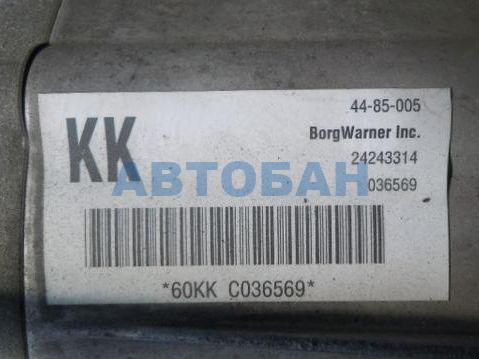 44-85-005
KK
BorgWarner Inc.
24243314
АВТОБАН
036569
*60KK C036569*